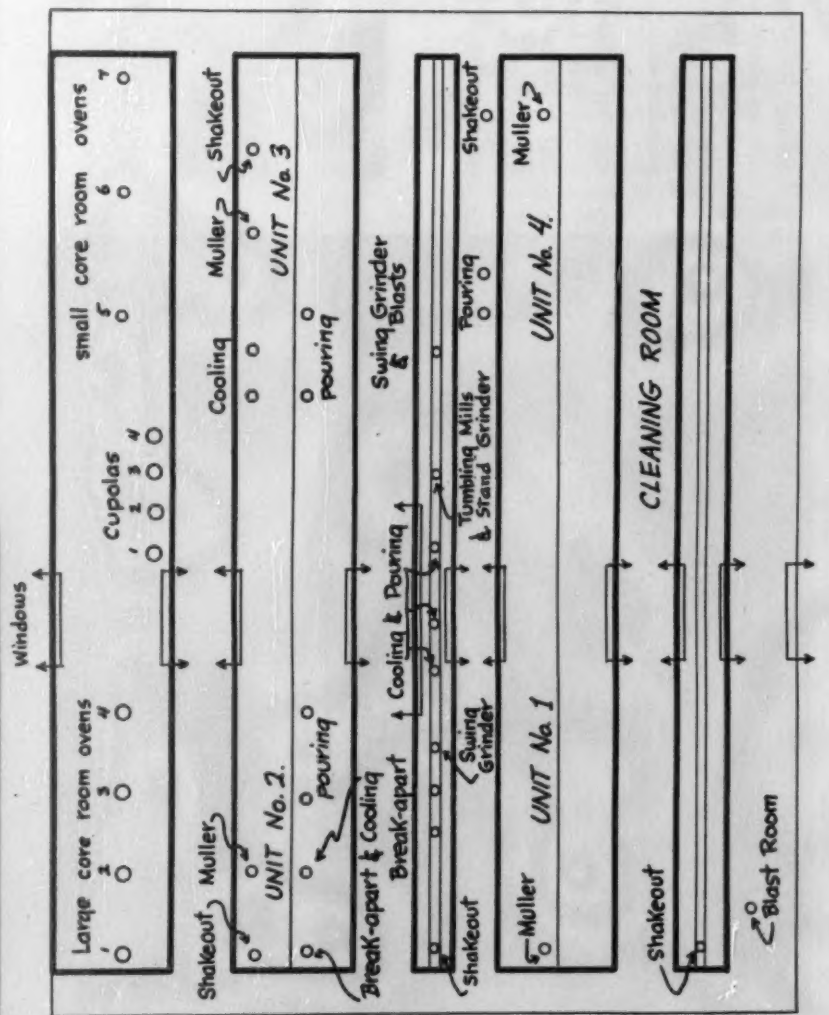 Windows
Large core room ovens
1 2 3 4
Cupolas
1 2 3 4
small core room ovens
5 6 7
Shakeout
Muller
Cooling
Muller
Shakeout
UNIT No. 2.
UNIT No. 3
Pouring
Pouring
Break-apart & Cooling
Break-apart
Cooling & Pouring
Swing Grinder
& Blasts
Shakeout
Swing
Grinder
Tumbling Mills
& Stand Grinder
Pouring
Shakeout
Muller
UNIT No. 1
UNIT No. 4.
Muller
CLEANING ROOM
Shakeout
Blast Room